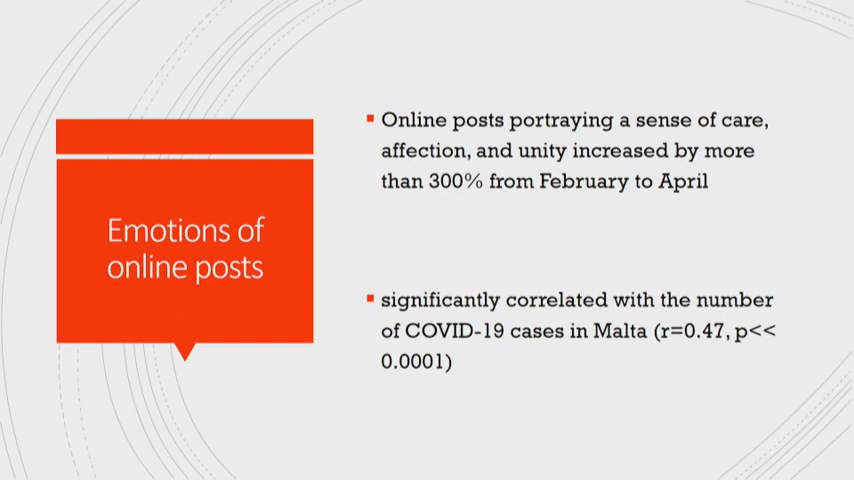 Emotions of
online posts
Online posts portraying a sense of care,
affection, and unity increased by more
than 300% from February to April
significantly correlated with the number
of COVID-19 cases in Malta (r=0.47, p<<
0.0001)